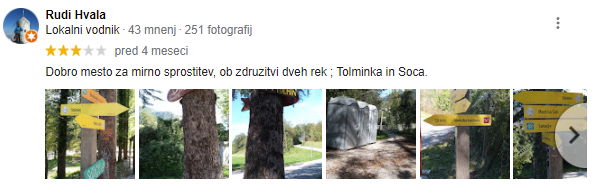 Rudi Hvala
Lokalni vodnik · 43 mnenj · 251 fotografij
pred 4 meseci
Dobro mesto za mirno sprostitev, ob zdruzitvi dveh rek ; Tolminka in Soca.